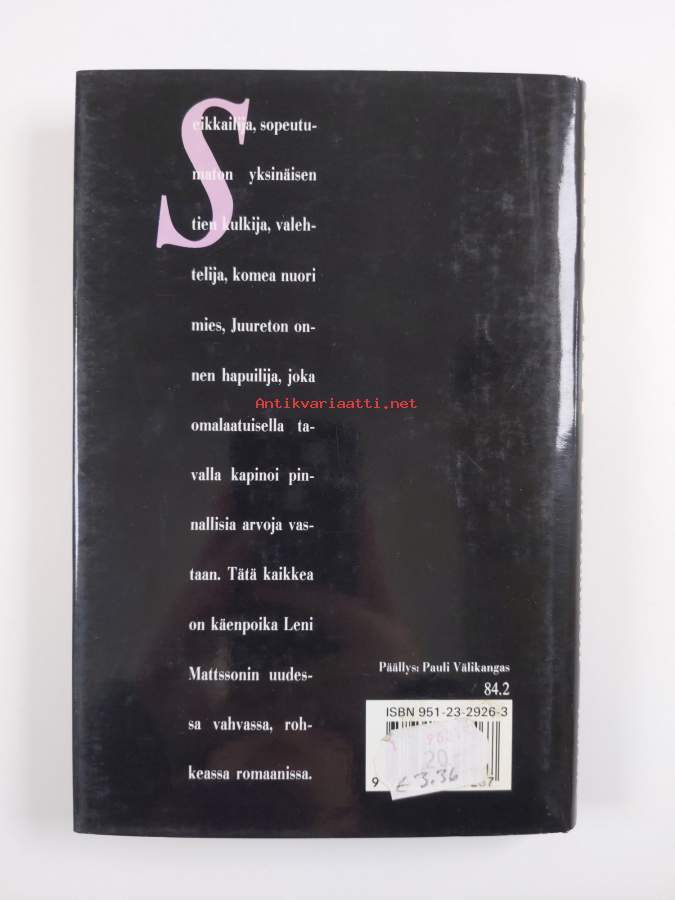 Seikkailija, sopeutu-
maton yksinäisen
tien kulkija, valeh-
telija, komea nuori
mies, Juureton on-
nen hapuilija, joka
Antikvariaatti.net
omalaatuisella ta-
valla kapinoi pin-
nallisia arvoja vas-
taan. Tätä kaikkea
on käenpoika Leni
Mattssonin uudes-
sa vahvassa, roh-
keassa romaanissa.
Päällys: Pauli Välikangas
84.2
ISBN 951-23-2926-3
20
9
€ 3.36